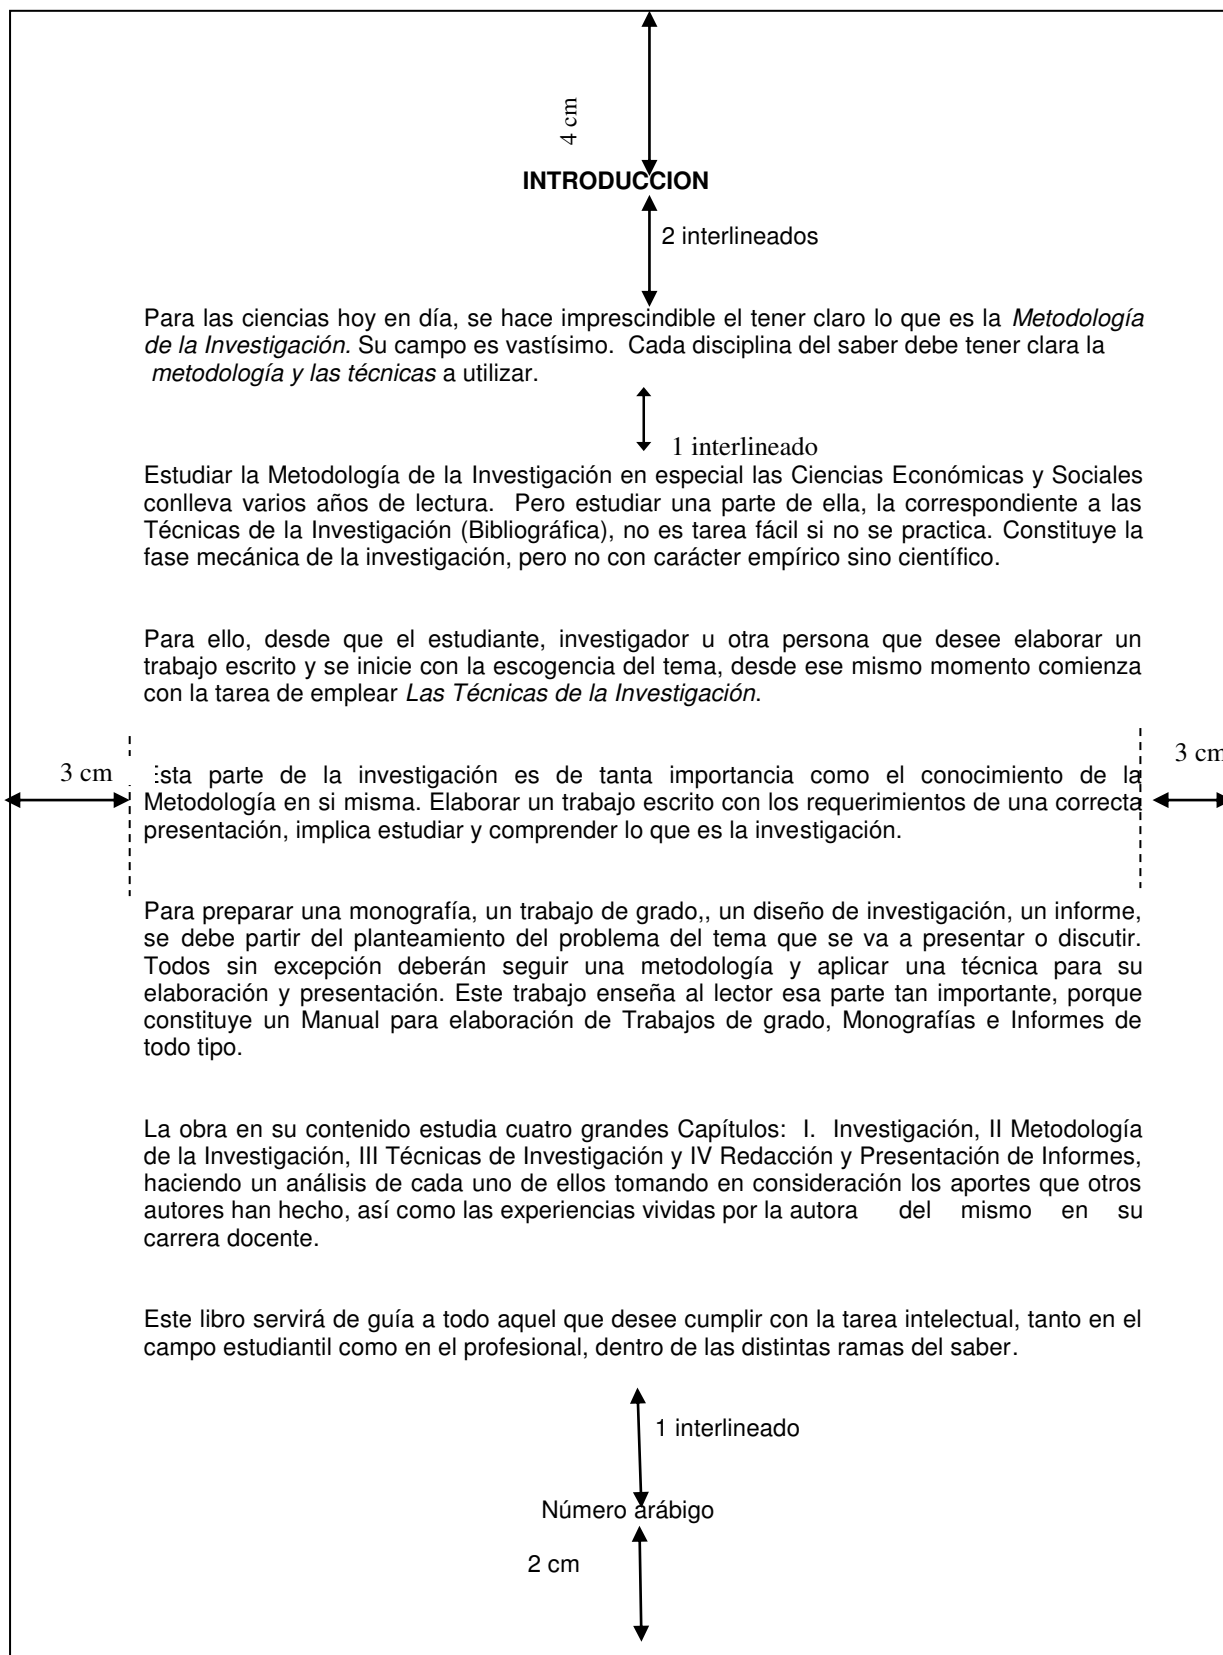 4 cm
INTRODUCCION
2 interlineados
Para las ciencias hoy en día, se hace imprescindible el tener claro lo que es la Metodología
de la Investigación. Su campo es vastísimo. Cada disciplina del saber debe tener clara la
metodología y las técnicas a utilizar.
1 interlineado
Estudiar la Metodología de la Investigación en especial las Ciencias Económicas y Sociales
conlleva varios años de lectura. Pero estudiar una parte de ella, la correspondiente a las
Técnicas de la Investigación (Bibliográfica), no es tarea fácil si no se practica. Constituye la
fase mecánica de la investigación, pero no con carácter empírico sino científico.
Para ello, desde que el estudiante, investigador u otra persona que desee elaborar un
trabajo escrito y se inicie con la escogencia del tema, desde ese mismo momento comienza
con la tarea de emplear Las Técnicas de la Investigación.
3 cm
3 cm
Esta parte de la investigación es de tanta importancia como el conocimiento de la
Metodología en si misma. Elaborar un trabajo escrito con los requerimientos de una correcta
presentación, implica estudiar y comprender lo que es la investigación.
Para preparar una monografía, un trabajo de grado,, un diseño de investigación, un informe,
se debe partir del planteamiento del problema del tema que se va a presentar o discutir.
Todos sin excepción deberán seguir una metodología y aplicar una técnica para su
elaboración y presentación. Este trabajo enseña al lector esa parte tan importante, porque
constituye un Manual para elaboración de Trabajos de grado, Monografías e Informes de
todo tipo.
La obra en su contenido estudia cuatro grandes Capítulos: I. Investigación, II Metodología
de la Investigación, III Técnicas de Investigación y IV Redacción y Presentación de Informes,
haciendo un análisis de cada uno de ellos tomando en consideración los aportes que otros
autores han hecho, así como las experiencias vividas por la autora del mismo en su
carrera docente.
Este libro servirá de guía a todo aquel que desee cumplir con la tarea intelectual, tanto en el
campo estudiantil como en el profesional, dentro de las distintas ramas del saber.
1 interlineado
Número arábigo
2 cm